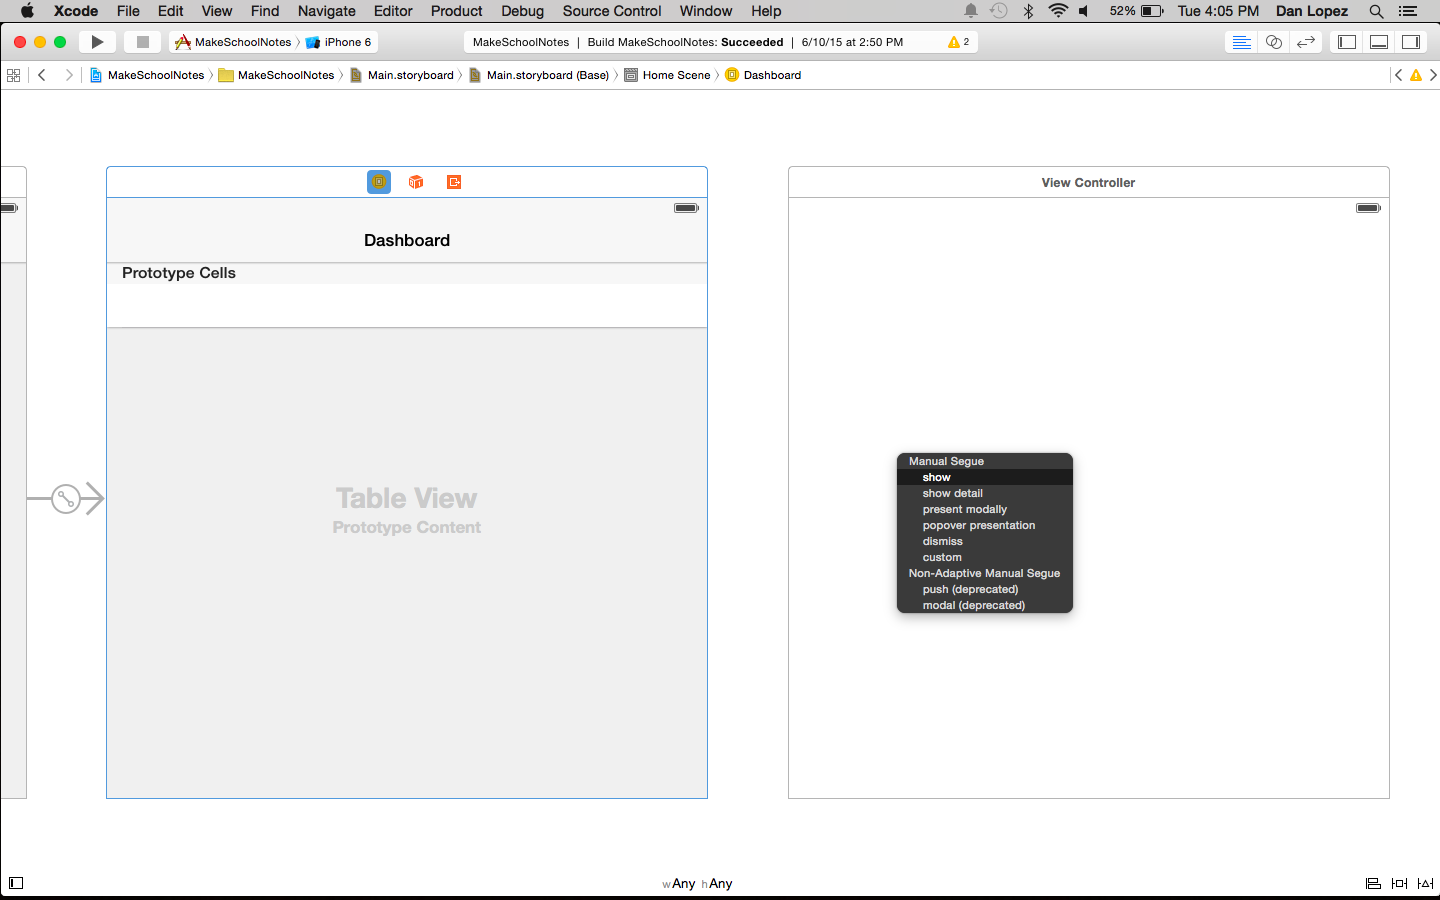 Xcode File Edit View Find Navigate Editor Product Debug Source Control Window Help 52% Tue 4:05 PM Dan Lopez
MakeSchoolNotes iPhone 6 MakeSchoolNotes | Build MakeSchoolNotes: Succeeded | 6/10/15 at 2:50 PM 2
MakeSchoolNotes MakeSchoolNotes Main.storyboard Main.storyboard (Base) Home Scene Dashboard
View Controller
Dashboard
Prototype Cells
Table View
Prototype Content
Manual Segue
show
show detail
present modally
popover presentation
dismiss
custom
Non-Adaptive Manual Segue
push (deprecated)
modal (deprecated)
wAny hAny